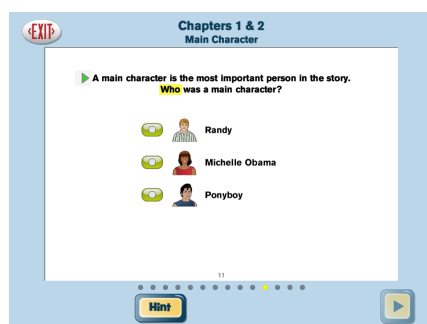 EXIT
Chapters 1 & 2
Main Character
A main character is the most important person in the story.
Who was a main character?
Randy
Michelle Obama
Ponyboy
11
Hint